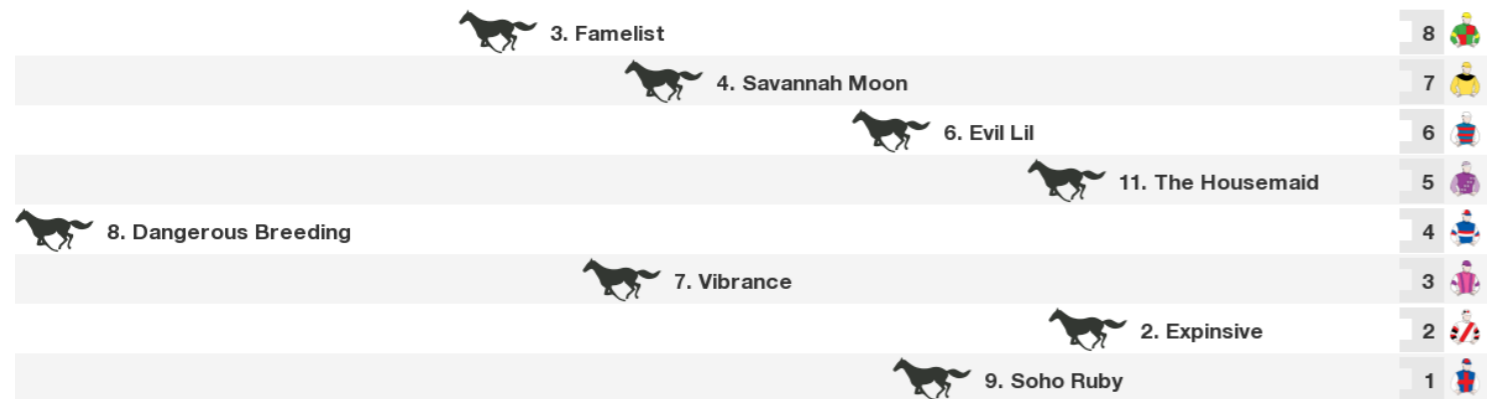 3. Famelist 8
4. Savannah Moon 7
6. Evil Lil 6
11. The Housemaid 5
8. Dangerous Breeding 4
7. Vibrance 3
2. Expinsive 2
9. Soho Ruby 1